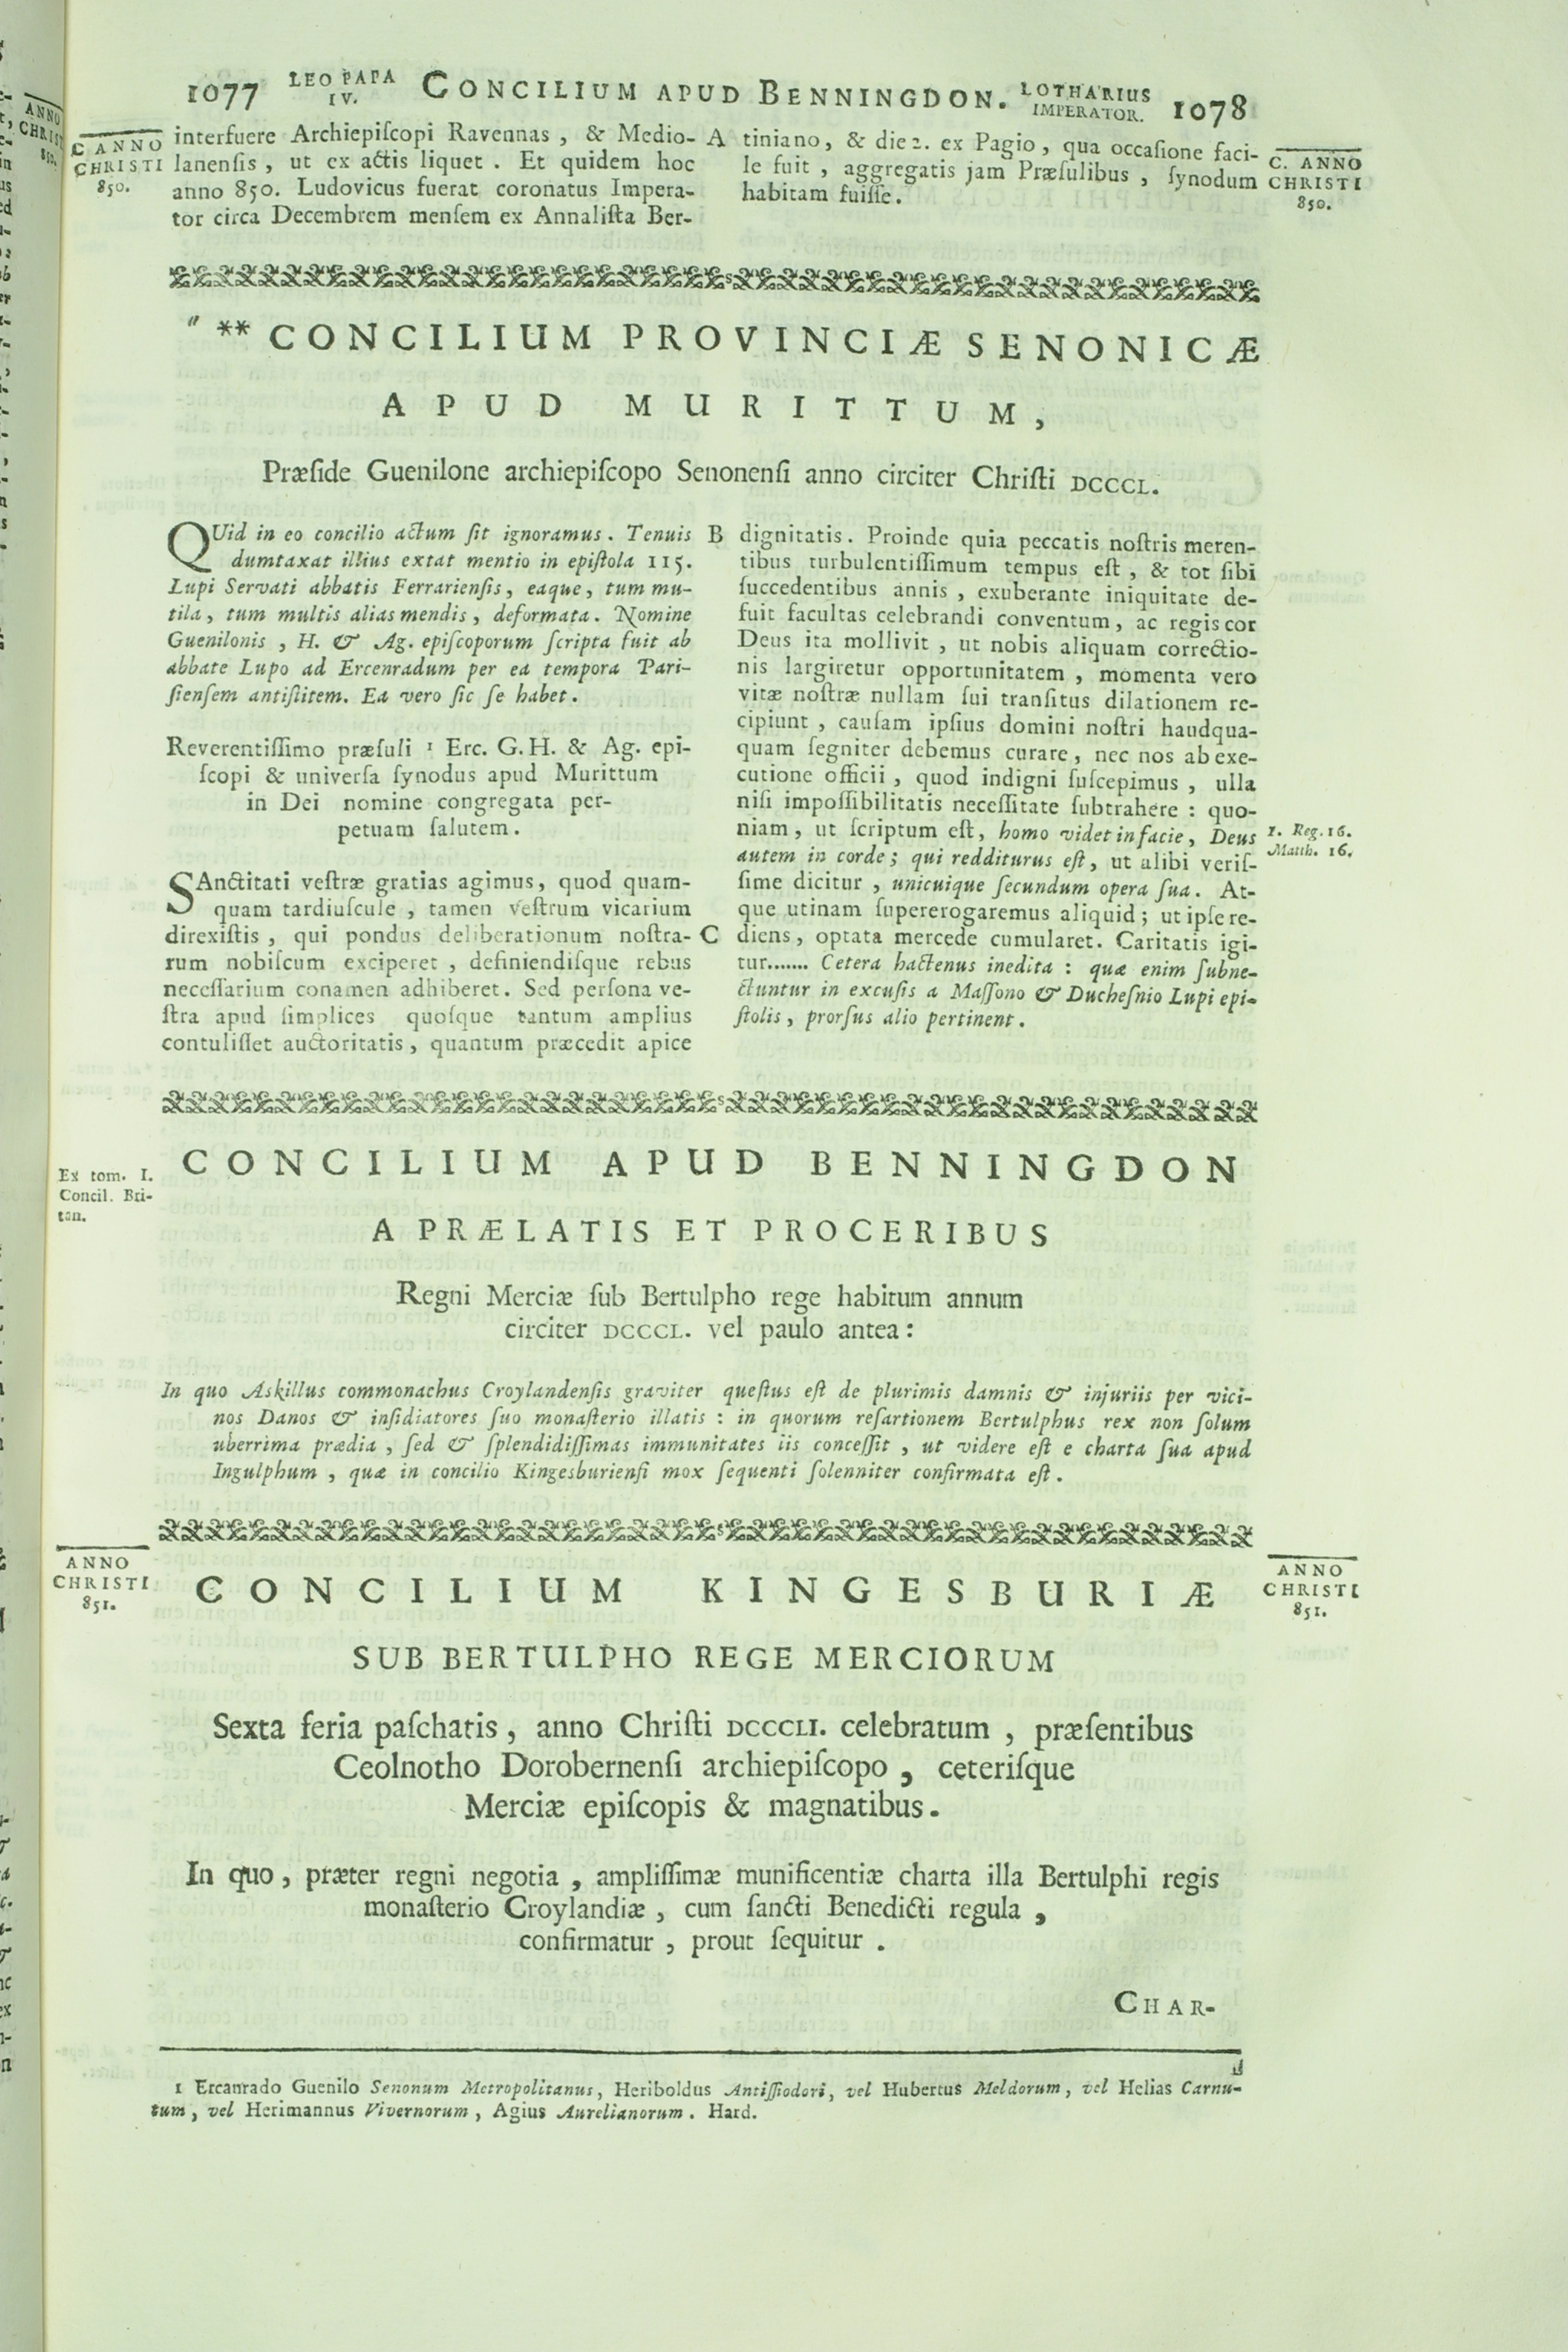 1077 LEO PAPA IV. CONCILIUM APUD BENNINGDON. LOTHARIUS IMPERATOR. 1078
C ANNO
CHRISTI
850.
interfuere Archiepiſcopi Ravennas, & Medio-
lanenſis, ut ex actis liquet. Et quidem hoc
anno 850. Ludovicus fuerat coronatus Impera-
tor circa Decembrem menſem ex Annaliſta Ber-
A
tiniano, & die 2. ex Pagio, qua occaſione faci-
le fuit, aggregatis jam Præſulibus, ſynodum
habitam fuiſſe.
C. ANNO
CHRISTI
850.
" ** CONCILIUM PROVINCIÆ SENONICÆ
APUD MURITTUM,
Præſide Guenilone archiepiſcopo Senonenſi anno circiter Chriſti DCCCL.
QUid in eo concilio actum ſit ignoramus. Tenuis
dumtaxat illius extat mentio in epiſtola 115.
Lupi Servati abbatis Ferrarienſis, eaque, tum mu-
tila, tum multis alias mendis, deformata. Nomine
Guenilonis, H. & Ag. epiſcoporum ſcripta fuit ab
abbate Lupo ad Ercenradum per ea tempora Pari-
ſienſem antiſtitem. Ea vero ſic ſe habet.
Reverentiſſimo præſuli 1 Erc. G. H. & Ag. epi-
ſcopi & univerſa ſynodus apud Murittum
in Dei nomine congregata per-
petuam ſalutem.
SAnctitati veſtræ gratias agimus, quod quam-
quam tardiuſcule, tamen veſtrum vicarium
direxiſtis, qui pondus deliberationum noſtra-
rum nobiſcum exciperet, definiendiſque rebus
neceſſarium conamen adhiberet. Sed perſona ve-
ſtra apud ſimplices quoſque tantum amplius
contuliſſet auctoritatis, quantum præcedit apice
B
C
dignitatis. Proinde quia peccatis noſtris meren-
tibus turbulentiſſimum tempus eſt, & tot ſibi
ſuccedentibus annis, exuberante iniquitate de-
fuit facultas celebrandi conventum, ac regis cor
Deus ita mollivit, ut nobis aliquam correctio-
nis largiretur opportunitatem, momenta vero
vitæ noſtræ nullam ſui tranſitus dilationem re-
cipiunt, cauſam ipſius domini noſtri haudqua-
quam ſegniter debemus curare, nec nos ab exe-
cutione officii, quod indigni ſuſcepimus, ulla
niſi impoſſibilitatis neceſſitate ſubtrahere: quo-
niam, ut ſcriptum eſt, homo videt in facie, Deus
autem in corde; qui redditurus eſt, ut alibi veriſ-
ſime dicitur, unicuique ſecundum opera ſua. At-
que utinam ſupererogaremus aliquid; ut ipſe re-
diens, optata mercede cumularet. Caritatis igi-
tur....... Cetera hactenus inedita: quæ enim ſubne-
ctuntur in excuſis a Maſſono & Ducheſnio Lupi epi-
ſtolis, prorſus alio pertinent.
1. Reg. 16.
Matth. 16.
Ex tom. I.
Concil. Bri-
tan.
CONCILIUM APUD BENNINGDON
A PRÆLATIS ET PROCERIBUS
Regni Merciæ ſub Bertulpho rege habitum annum
circiter DCCCL. vel paulo antea:
In quo Askillus commonachus Croylandenſis graviter queſtus eſt de plurimis damnis & injuriis per vici-
nos Danos & inſidiatores ſuo monaſterio illatis: in quorum reſartionem Bertulphus rex non ſolum
uberrima prædia, ſed & ſplendidiſſimas immunitates iis conceſſit, ut videre eſt e charta ſua apud
Ingulphum, quæ in concilio Kingesburienſi mox ſequenti ſolenniter confirmata eſt.
ANNO
CHRISTI
851.
CONCILIUM KINGESBURIÆ
ANNO
CHRISTI
851.
SUB BERTULPHO REGE MERCIORUM
Sexta feria paſchatis, anno Chriſti DCCCLI. celebratum, præſentibus
Ceolnotho Dorobernenſi archiepiſcopo, ceteriſque
Merciæ epiſcopis & magnatibus.
In quo, præter regni negotia, ampliſſimæ munificentiæ charta illa Bertulphi regis
monaſterio Croylandiæ, cum ſancti Benedicti regula,
confirmatur, prout ſequitur.
CHAR-
1 Ercanrado Guenilo Senonum Metropolitanus, Heriboldus Antiſſiodori, vel Hubertus Meldorum, vel Helias Carnu-
tum, vel Herimannus Vivernorum, Agius Aurelianorum. Hard.